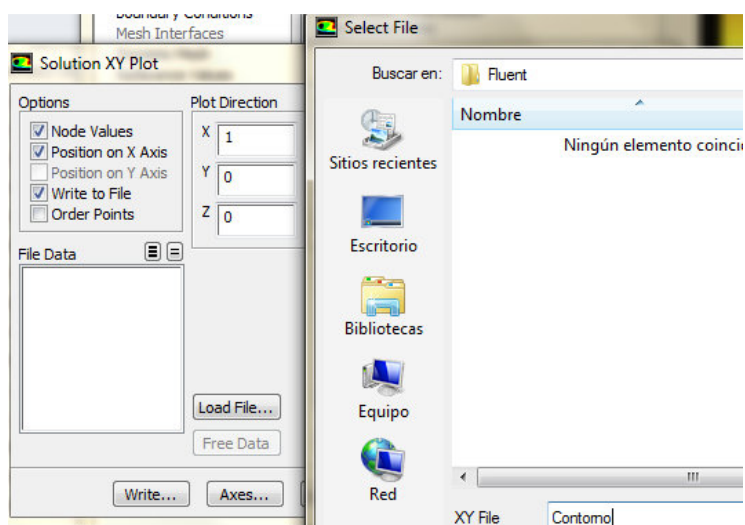 Boundary Conditions
Mesh Interfaces
Solution XY Plot
Options
Node Values
Position on X Axis
Position on Y Axis
Write to File
Order Points
Plot Direction
X 1
Y 0
Z 0
File Data
Load File...
Free Data
Write...
Axes...
Select File
Buscar en: Fluent
Nombre
Ningún elemento coinci
Sitios recientes
Escritorio
Bibliotecas
Equipo
Red
XY File Contorno